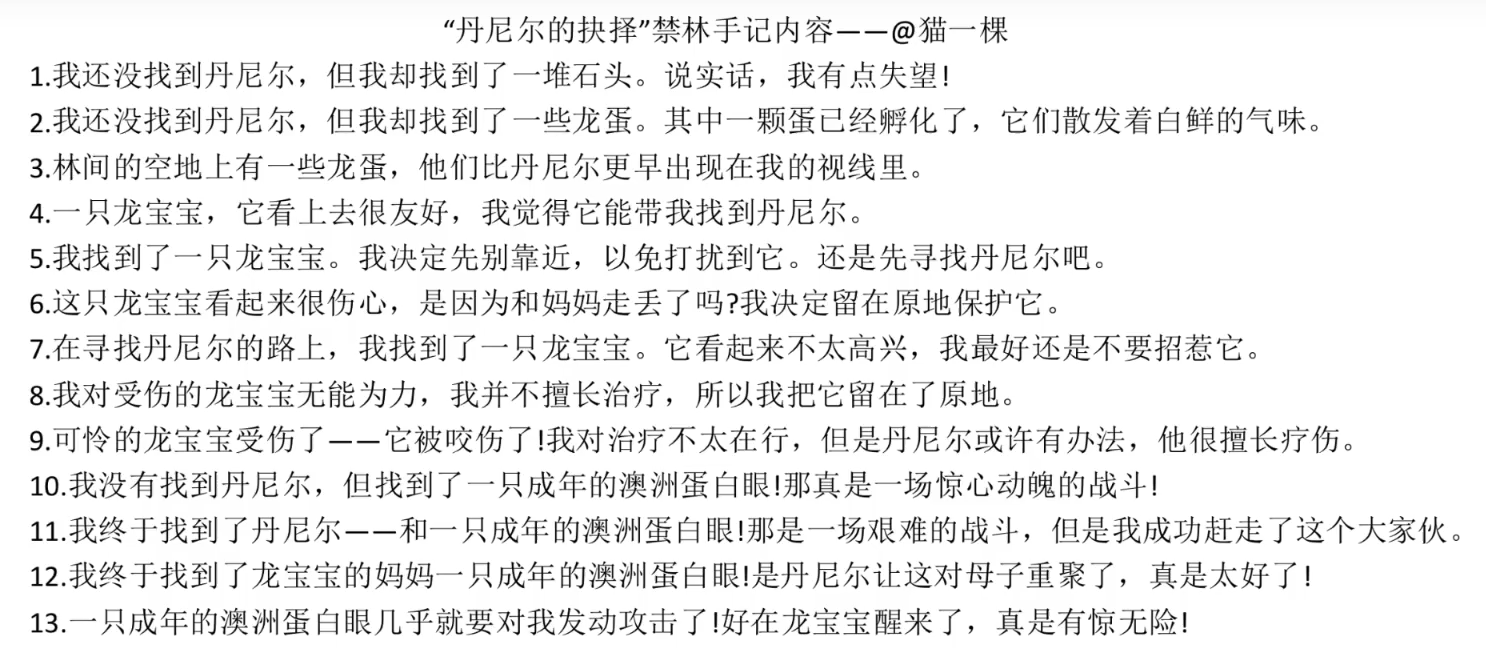 “丹尼尔的抉择”禁林手记内容——@猫一棵
1.我还没找到丹尼尔，但我却找到了一堆石头。说实话，我有点失望!
2.我还没找到丹尼尔，但我却找到了一些龙蛋。其中一颗蛋已经孵化了，它们散发着白鲜的气味。
3.林间的空地上有一些龙蛋，他们比丹尼尔更早出现在我的视线里。
4.一只龙宝宝，它看上去很友好，我觉得它能带我找到丹尼尔。
5.我找到了一只龙宝宝。我决定先别靠近，以免打扰到它。还是先寻找丹尼尔吧。
6.这只龙宝宝看起来很伤心，是因为和妈妈走丢了吗?我决定留在原地保护它。
7.在寻找丹尼尔的路上，我找到了一只龙宝宝。它看起来不太高兴，我最好还是不要招惹它。
8.我对受伤的龙宝宝无能为力，我并不擅长治疗，所以我把它留在了原地。
9.可怜的龙宝宝受伤了——它被咬伤了!我对治疗不太在行，但是丹尼尔或许有办法，他很擅长疗伤。
10.我没有找到丹尼尔，但找到了一只成年的澳洲蛋白眼!那真是一场惊心动魄的战斗!
11.我终于找到了丹尼尔——和一只成年的澳洲蛋白眼!那是一场艰难的战斗，但是我成功赶走了这个大家伙。
12.我终于找到了龙宝宝的妈妈一只成年的澳洲蛋白眼!是丹尼尔让这对母子重聚了，真是太好了!
13.一只成年的澳洲蛋白眼几乎就要对我发动攻击了!好在龙宝宝醒来了，真是有惊无险!